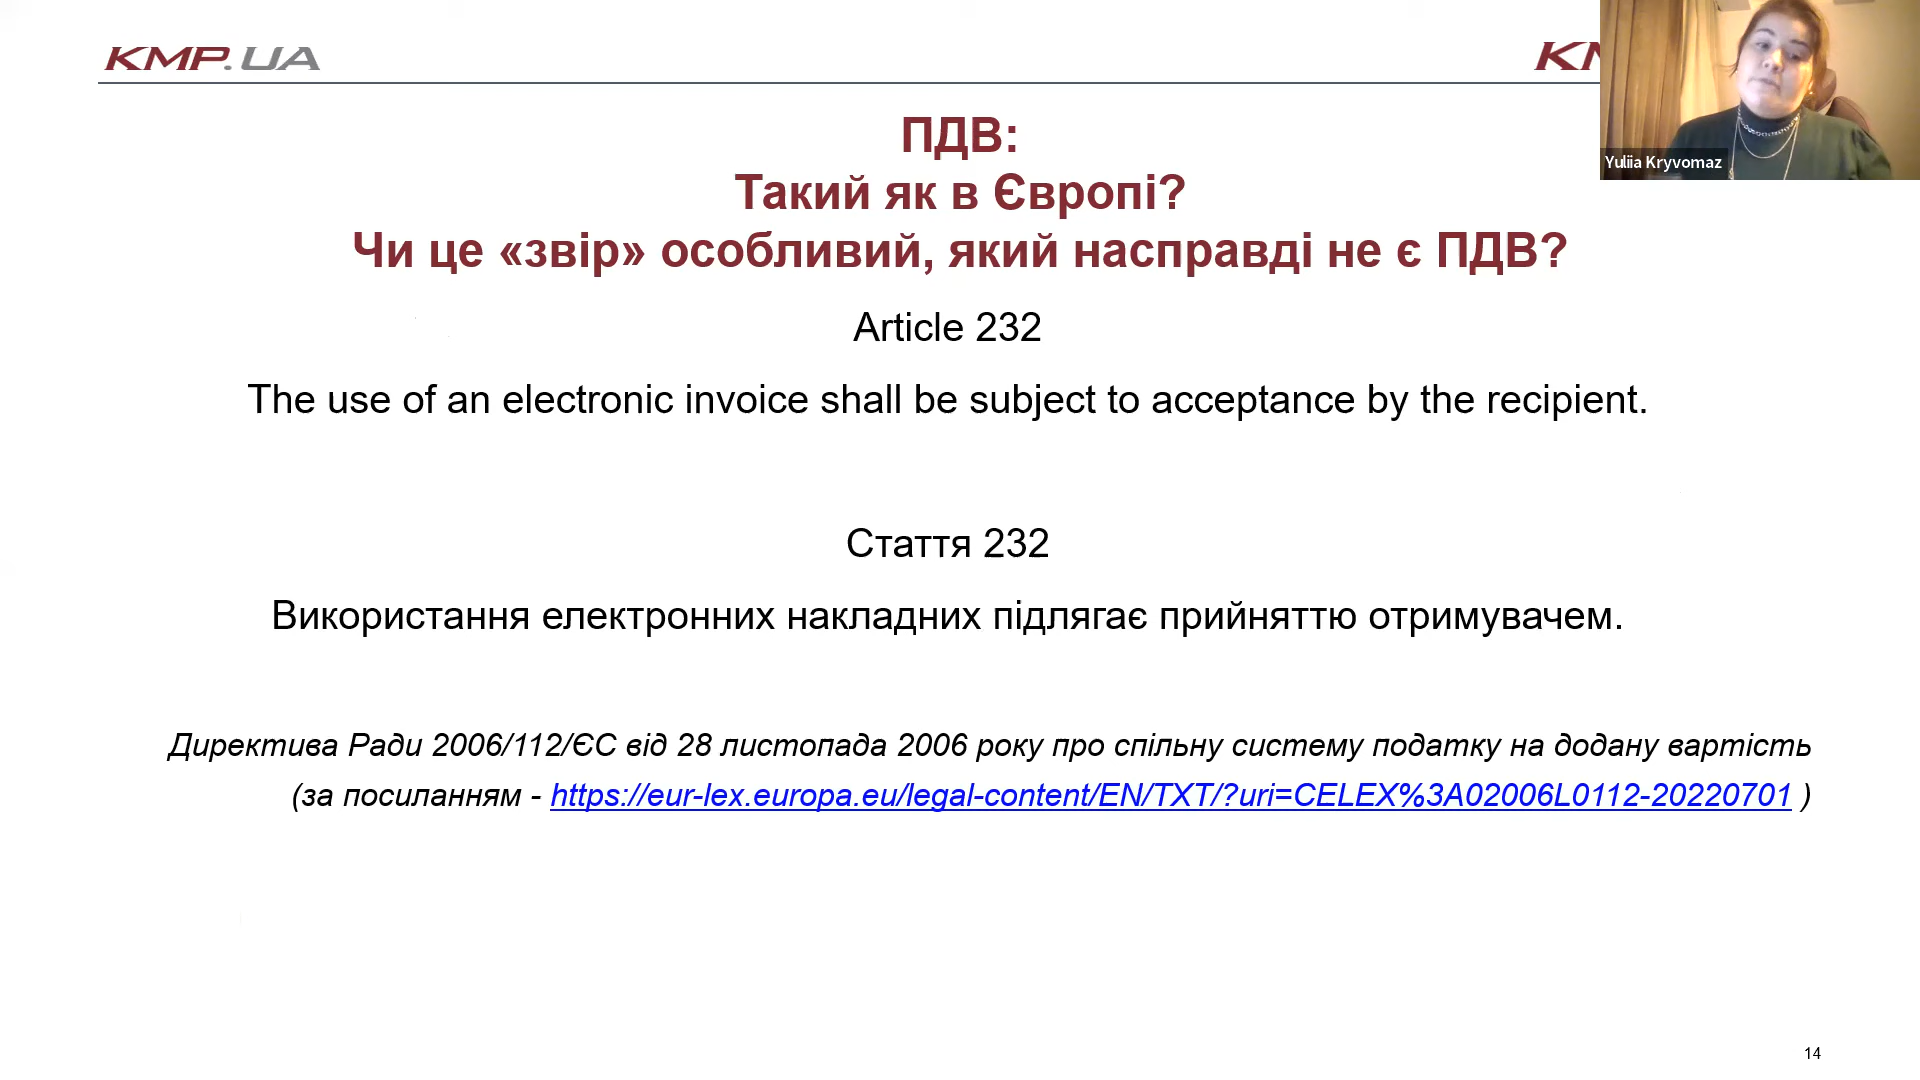 KMP.UA
Yuliia Kryvomaz
ПДВ:
Такий як в Європі?
Чи це «звір» особливий, який насправді не є ПДВ?
Article 232
The use of an electronic invoice shall be subject to acceptance by the recipient.
Стаття 232
Використання електронних накладних підлягає прийняттю отримувачем.
Директива Ради 2006/112/ЄС від 28 листопада 2006 року про спільну систему податку на додану вартість
(за посиланням - https://eur-lex.europa.eu/legal-content/EN/TXT/?uri=CELEX%3A02006L0112-20220701 )
14